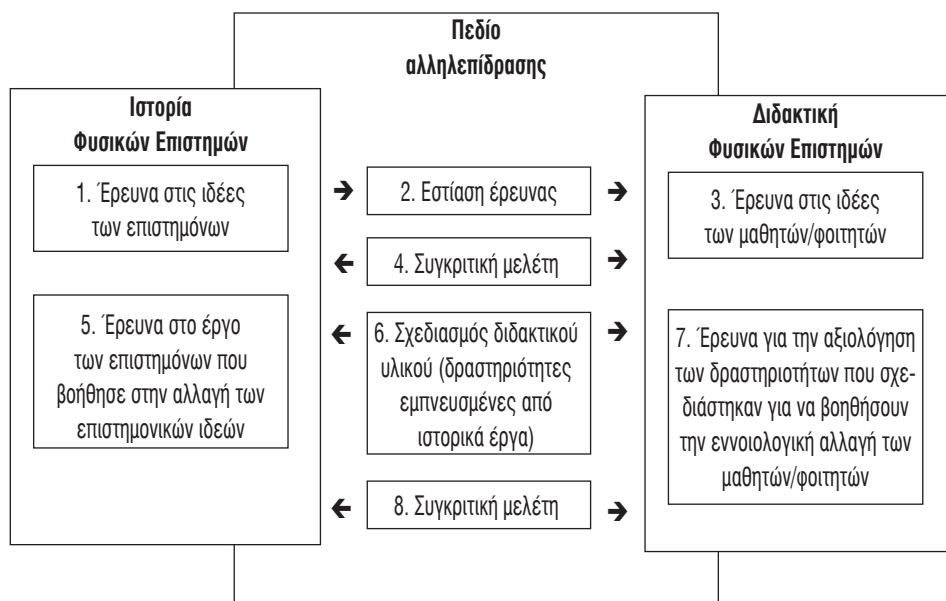 Πεδίο
αλληλεπίδρασης
Ιστορία
Φυσικών Επιστημών
Διδακτική
Φυσικών Επιστημών
1. Έρευνα στις ιδέες
των επιστημόνων
➔
2. Εστίαση έρευνας
➔
3. Έρευνα στις ιδέες
των μαθητών/φοιτητών
←
4. Συγκριτική μελέτη
➔
5. Έρευνα στο έργο
των επιστημόνων που
βοήθησε στην αλλαγή των
επιστημονικών ιδεών
←
6. Σχεδιασμός διδακτικού
υλικού (δραστηριότητες
εμπνευσμένες από
ιστορικά έργα)
➔
7. Έρευνα για την αξιολόγηση
των δραστηριοτήτων που σχε-
διάστηκαν για να βοηθήσουν
την εννοιολογική αλλαγή των
μαθητών/φοιτητών
←
8. Συγκριτική μελέτη
➔